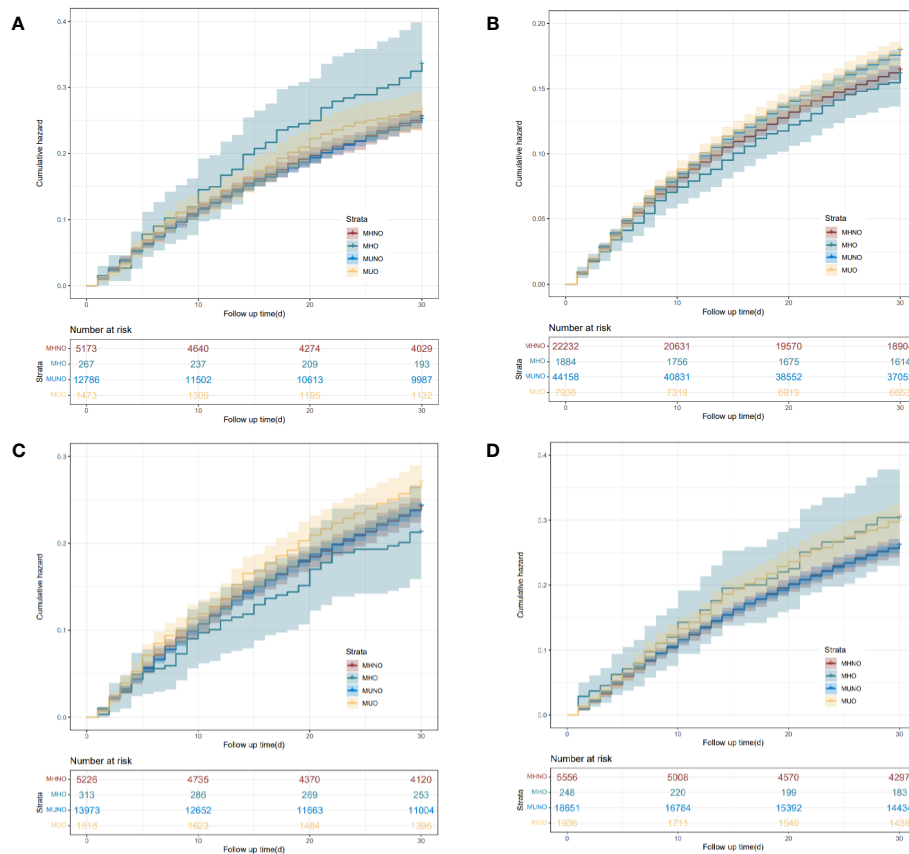 A
Cumulative hazard
0.4
0.3
0.2
0.1
0.0
Strata
MHNO
MHO
MUNO
MUO
0 10 20 30
Follow up time(d)
Number at risk
Strata
MHNO 5173 4640 4274 4029
MHO 267 237 209 193
MUNO 12786 11502 10613 9987
MUO 1473 1309 1195 1132
0 10 20 30
Follow up time(d)
B
Cumulative hazard
0.20
0.15
0.10
0.05
0.00
Strata
MHNO
MHO
MUNO
MUO
0 10 20 30
Follow up time(d)
Number at risk
Strata
MHNO 22232 20631 19570 18904
MHO 1884 1756 1675 1614
MUNO 44158 40831 38552 3705
MUO 7936 7319 6919 6653
0 10 20 30
Follow up time(d)
C
Cumulative hazard
0.3
0.2
0.1
0.0
Strata
MHNO
MHO
MUNO
MUO
0 10 20 30
Follow up time(d)
Number at risk
Strata
MHNO 5226 4735 4370 4120
MHO 313 286 269 253
MUNO 13973 12652 11663 11004
MUO 1818 1623 1484 1396
0 10 20 30
Follow up time(d)
D
Cumulative hazard
0.4
0.3
0.2
0.1
0.0
Strata
MHNO
MHO
MUNO
MUO
0 10 20 30
Follow up time(d)
Number at risk
Strata
MHNO 5556 5008 4570 4297
MHO 248 220 199 183
MUNO 18651 16784 15392 14434
MUO 1936 1711 1540 1438
0 10 20 30
Follow up time(d)